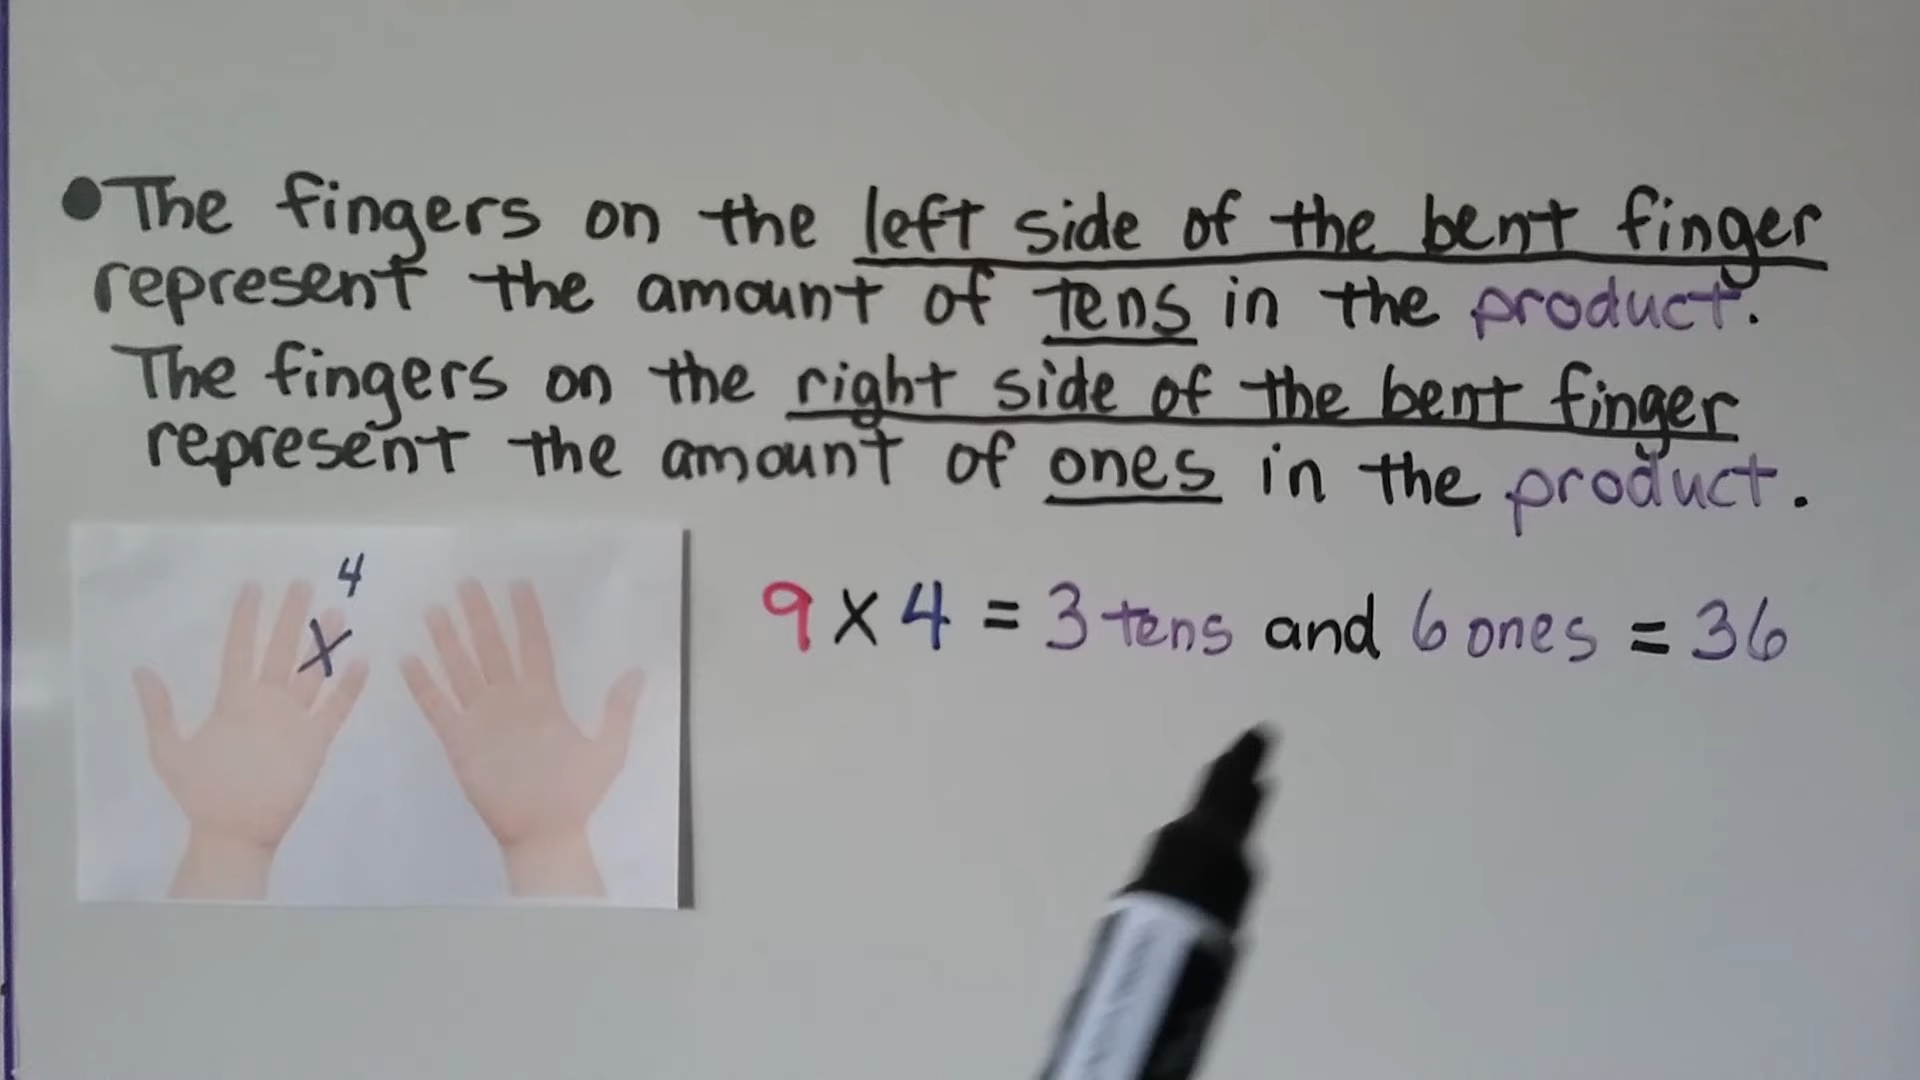 The fingers on the left side of the bent finger
represent the amount of tens in the product.
The fingers on the right side of the bent finger
represent the amount of ones in the product.
4
X
9 x 4 = 3 tens and 6 ones = 36